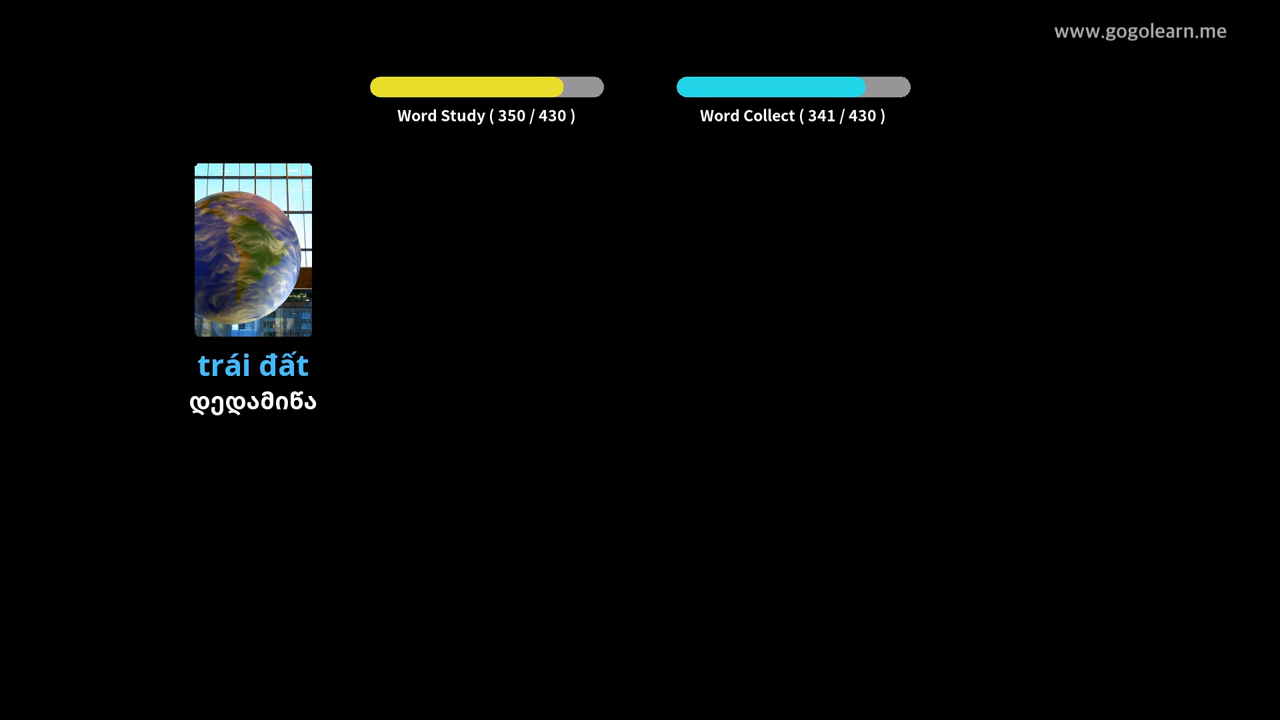 www.gogolearn.me
Word Study ( 350 / 430 )
Word Collect ( 341 / 430 )
trái đất
დედამიწა